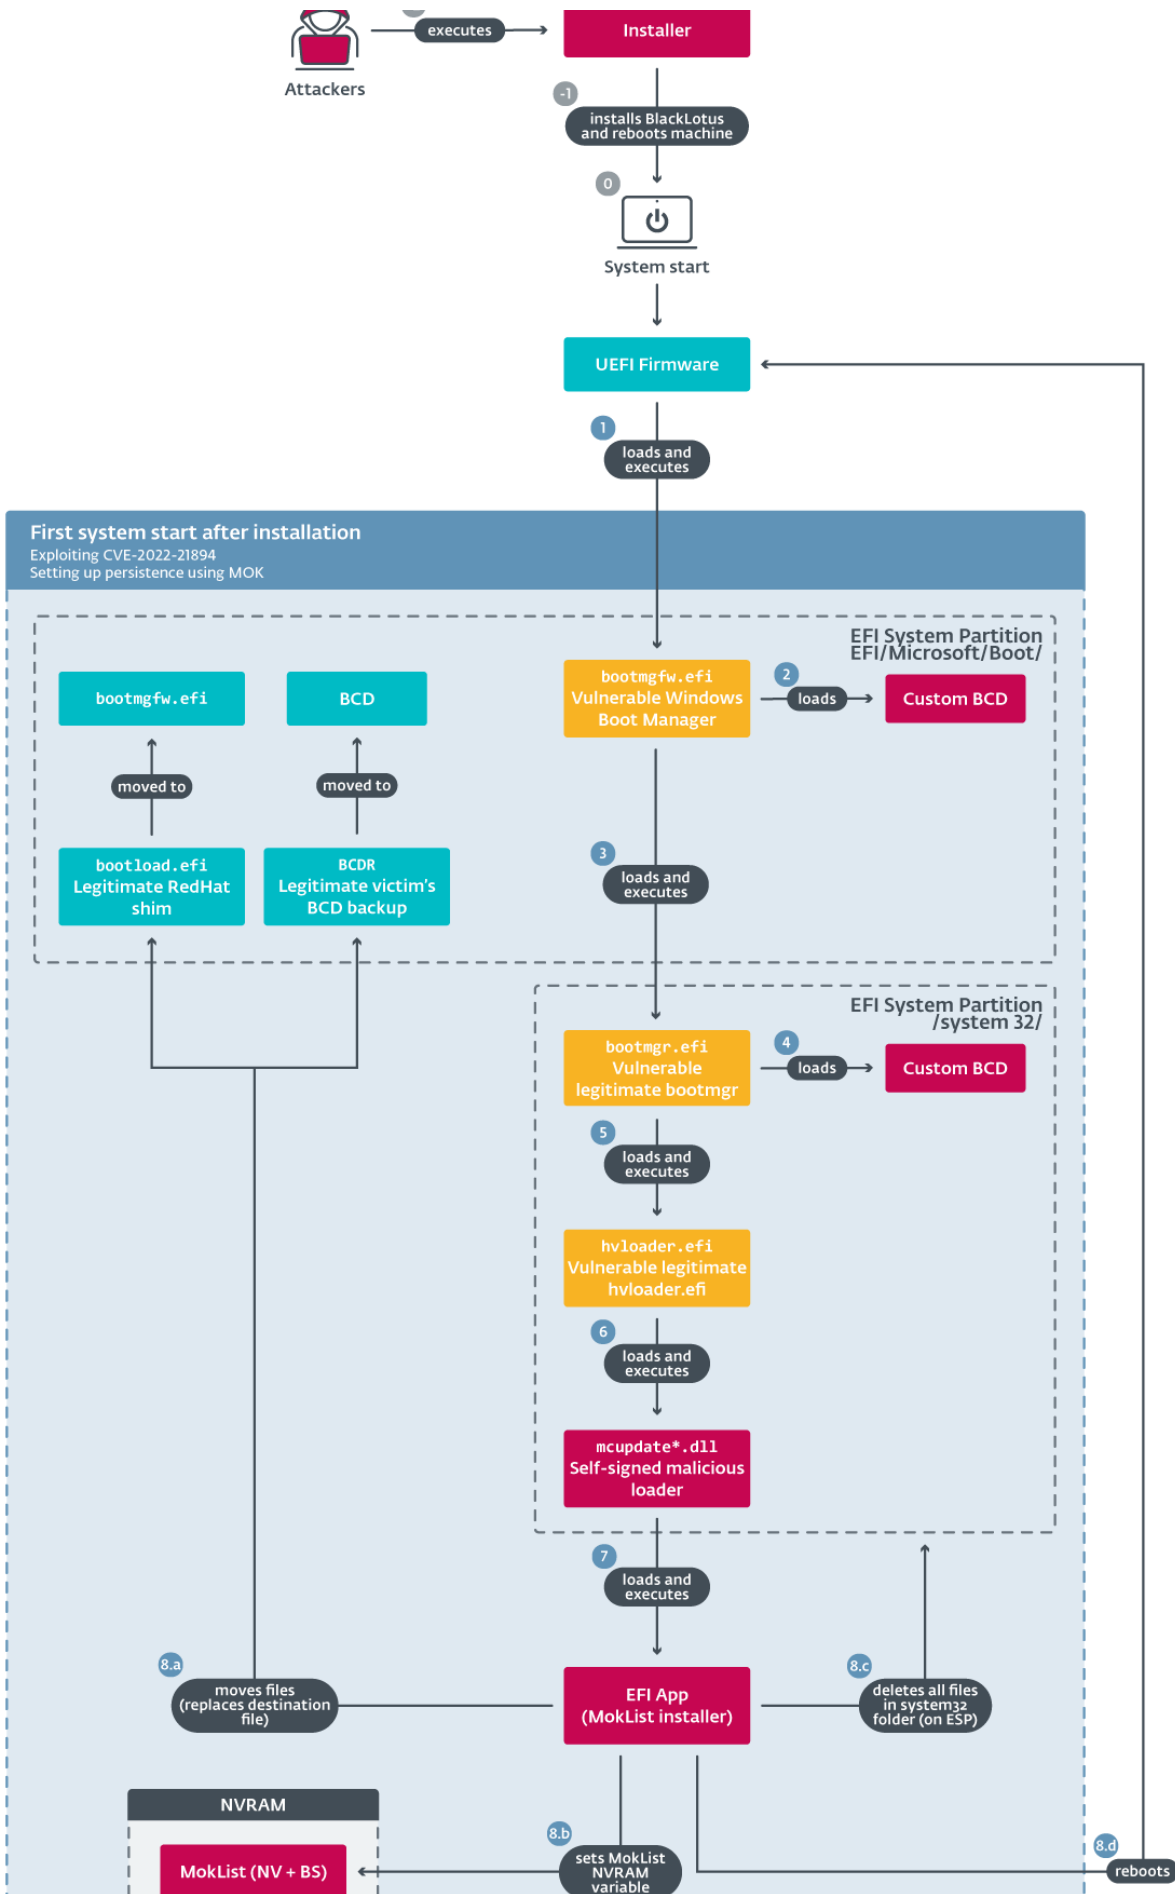 executes
Installer
Attackers
-1
installs BlackLotus
and reboots machine
0
System start
UEFI Firmware
1
loads and
executes
First system start after installation
Exploiting CVE-2022-21894
Setting up persistence using MOK
EFI System Partition
EFI/Microsoft/Boot/
bootmgfw.efi
BCD
bootmgfw.efi
Vulnerable Windows
Boot Manager
2
loads
Custom BCD
moved to
moved to
bootload.efi
Legitimate RedHat
shim
BCDR
Legitimate victim's
BCD backup
3
loads and
executes
EFI System Partition
/system 32/
bootmgr.efi
Vulnerable
legitimate bootmgr
4
loads
Custom BCD
5
loads and
executes
hvloader.efi
Vulnerable legitimate
hvloader.efi
6
loads and
executes
mcupdate*.dll
Self-signed malicious
loader
7
loads and
executes
8.a
moves files
(replaces destination
file)
EFI App
(MokList installer)
8.c
deletes all files
in system32
folder (on ESP)
NVRAM
MokList (NV + BS)
8.b
sets MokList
NVRAM
variable
8.d
reboots